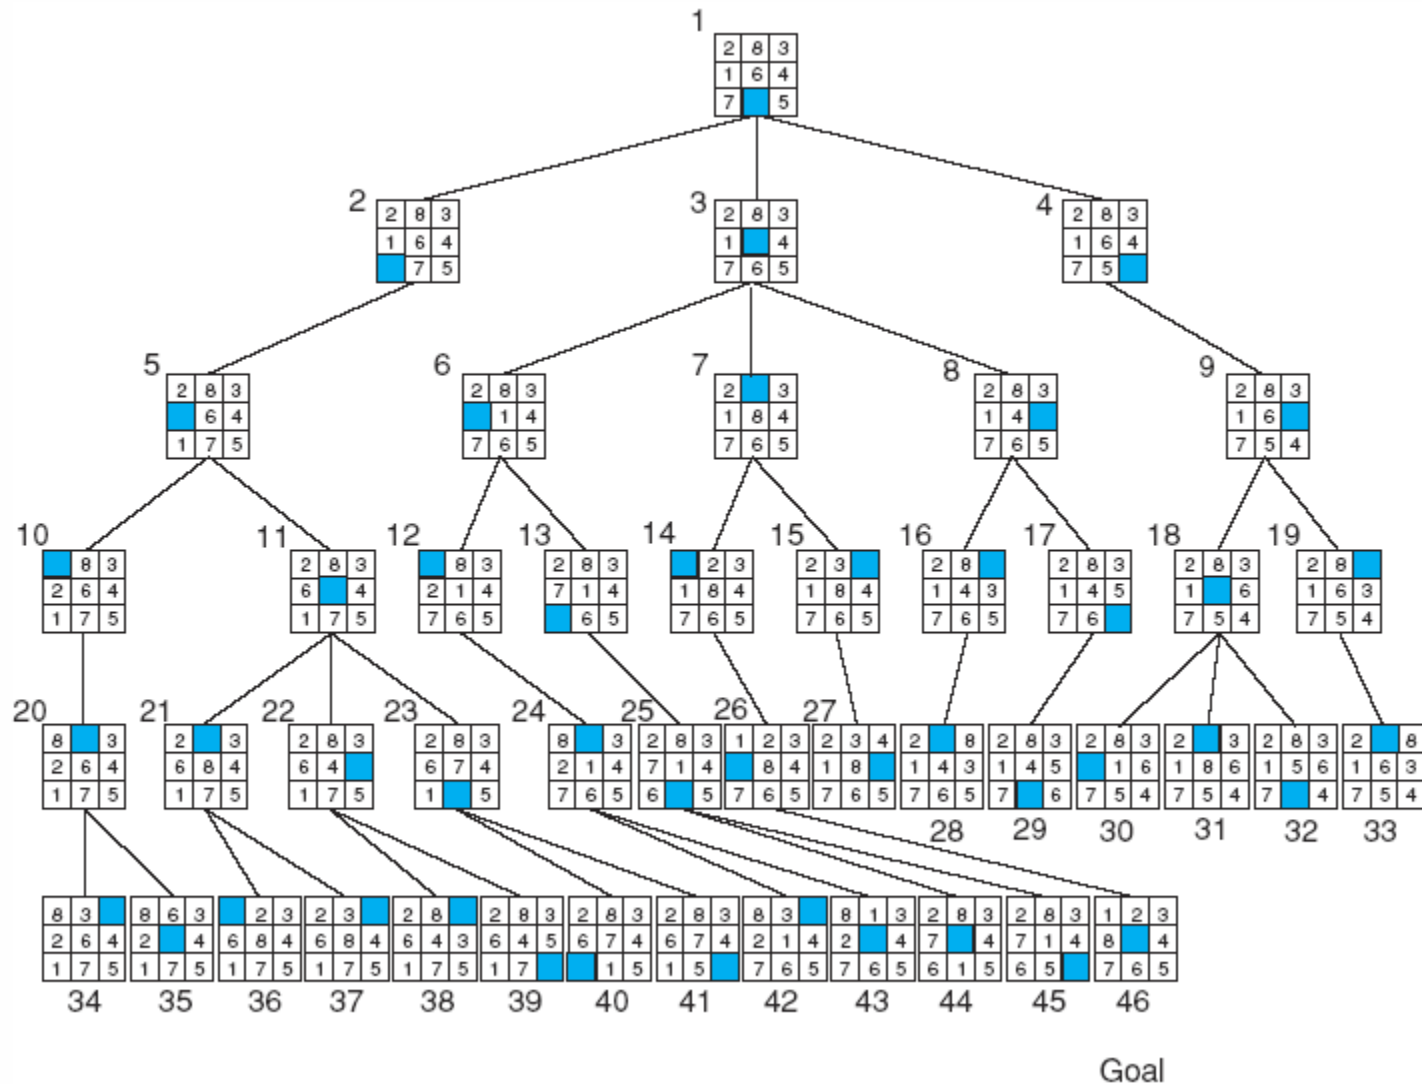 1
2 8 3
1 6 4
7 5
2
2 8 3
1 6 4
7 5
3
2 8 3
1 4
7 6 5
4
2 8 3
1 6 4
7 5
5
2 8 3
6 4
1 7 5
6
2 8 3
1 4
7 6 5
7
2 3
1 8 4
7 6 5
8
2 8 3
1 4
7 6 5
9
2 8 3
1 6
7 5 4
10
8 3
2 6 4
1 7 5
11
2 8 3
6 4
1 7 5
12
8 3
2 1 4
7 6 5
13
2 8 3
7 1 4
6 5
14
2 3
1 8 4
7 6 5
15
2 3
1 8 4
7 6 5
16
2 8
1 4 3
7 6 5
17
2 8 3
1 4 5
7 6
18
2 8 3
1 6
7 5 4
19
2 8
1 6 3
7 5 4
20
8 3
2 6 4
1 7 5
21
2 3
6 8 4
1 7 5
22
2 8 3
6 4
1 7 5
23
2 8 3
6 7 4
1 5
24
8 3
2 1 4
7 6 5
25
2 8 3
7 1 4
6 5
26
1 2 3
8 4
7 6 5
27
2 3 4
1 8
7 6 5
2 8
1 4 3
7 6 5
28
2 8 3
1 4 5
7 6
29
2 8 3
1 6
7 5 4
30
2 3
1 8 6
7 5 4
31
2 8 3
1 5 6
7 4
32
2 8
1 6 3
7 5 4
33
8 3
2 6 4
1 7 5
34
8 6 3
2 4
1 7 5
35
2 3
6 8 4
1 7 5
36
2 3
6 8 4
1 7 5
37
2 8
6 4 3
1 7 5
38
2 8 3
6 4 5
1 7
39
2 8 3
6 7 4
1 5
40
2 8 3
6 7 4
1 5
41
8 3
2 1 4
7 6 5
42
8 1 3
2 4
7 6 5
43
2 8 3
7 4
6 1 5
44
2 8 3
7 1 4
6 5
45
1 2 3
8 4
7 6 5
46
Goal